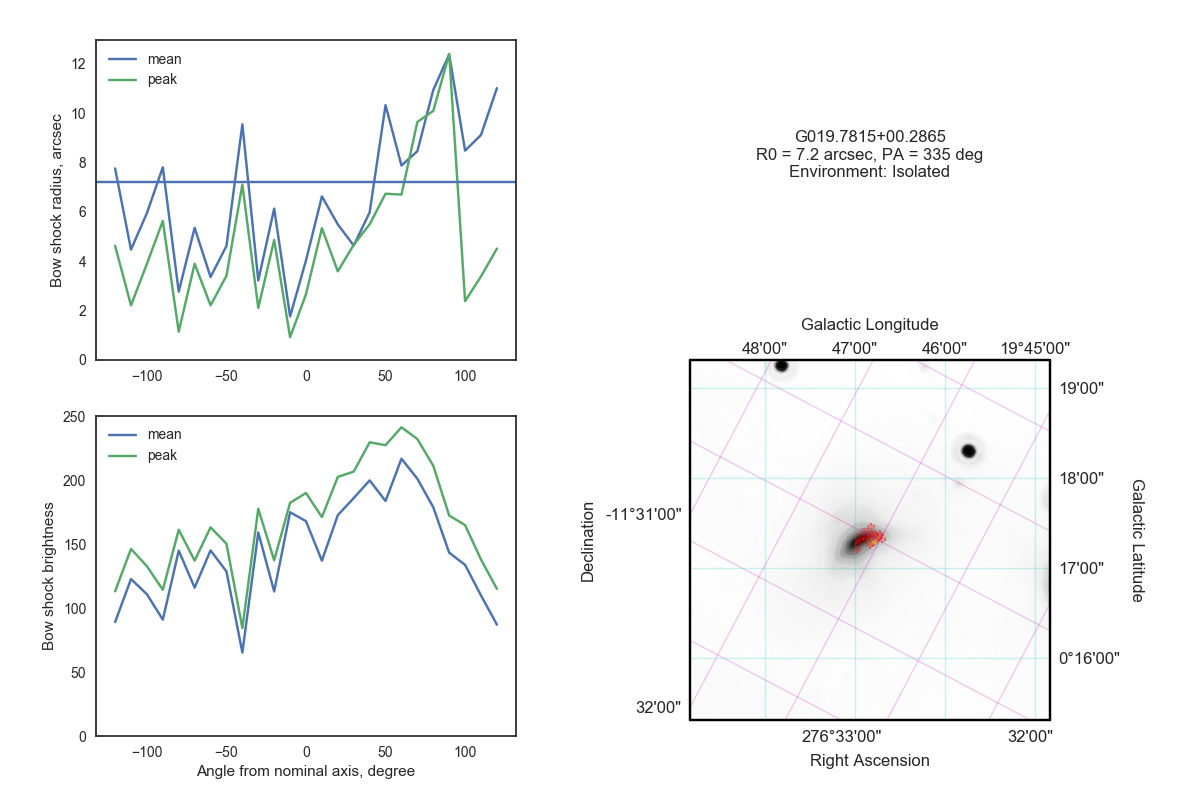 mean
peak
12
10
8
6
4
2
0
Bow shock radius, arcsec
−100
−50
0
50
100
mean
peak
250
200
150
100
50
0
Bow shock brightness
−100
−50
0
50
100
Angle from nominal axis, degree
G019.7815+00.2865
R0 = 7.2 arcsec, PA = 335 deg
Environment: Isolated
Galactic Longitude
48'00"
47'00"
46'00"
19°45'00"
19'00"
18'00"
17'00"
0°16'00"
Galactic Latitude
Declination
-11°31'00"
32'00"
276°33'00"
32'00"
Right Ascension